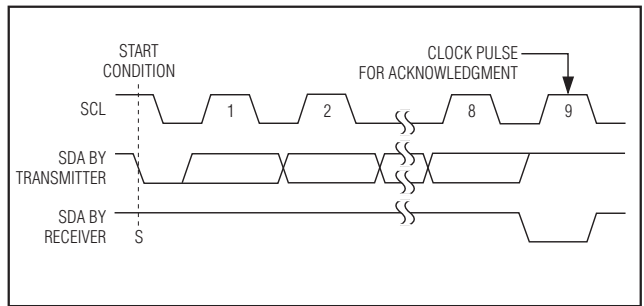 START
CONDITION
CLOCK PULSE
FOR ACKNOWLEDGMENT
SCL
1
2
8
9
SDA BY
TRANSMITTER
SDA BY
RECEIVER
S